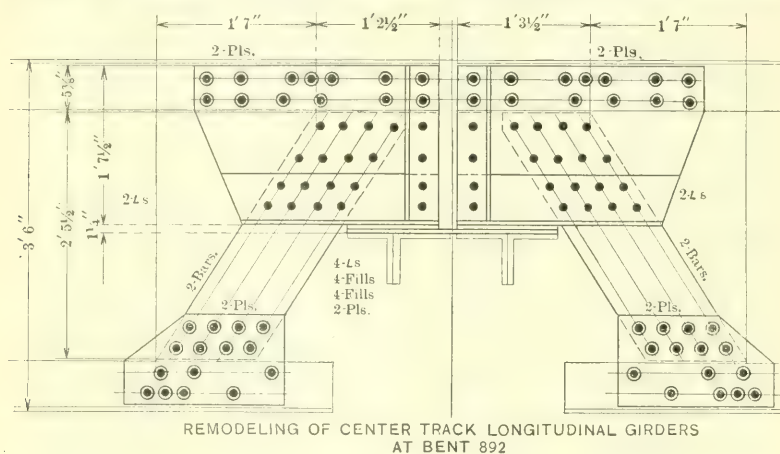 1'7" 1'2½" 1'3½" 1'7"
2-Pls. 2-Pls.
5⅜"
1'7½"
2'5½"
1¼"
3'6"
2-Ls 2-Ls
2-Bars. 2-Bars.
4-Ls
4-Fills
4-Fills
2-Pl.
2-Pls. 2-Pls.
REMODELING OF CENTER TRACK LONGITUDINAL GIRDERS
AT BENT 892